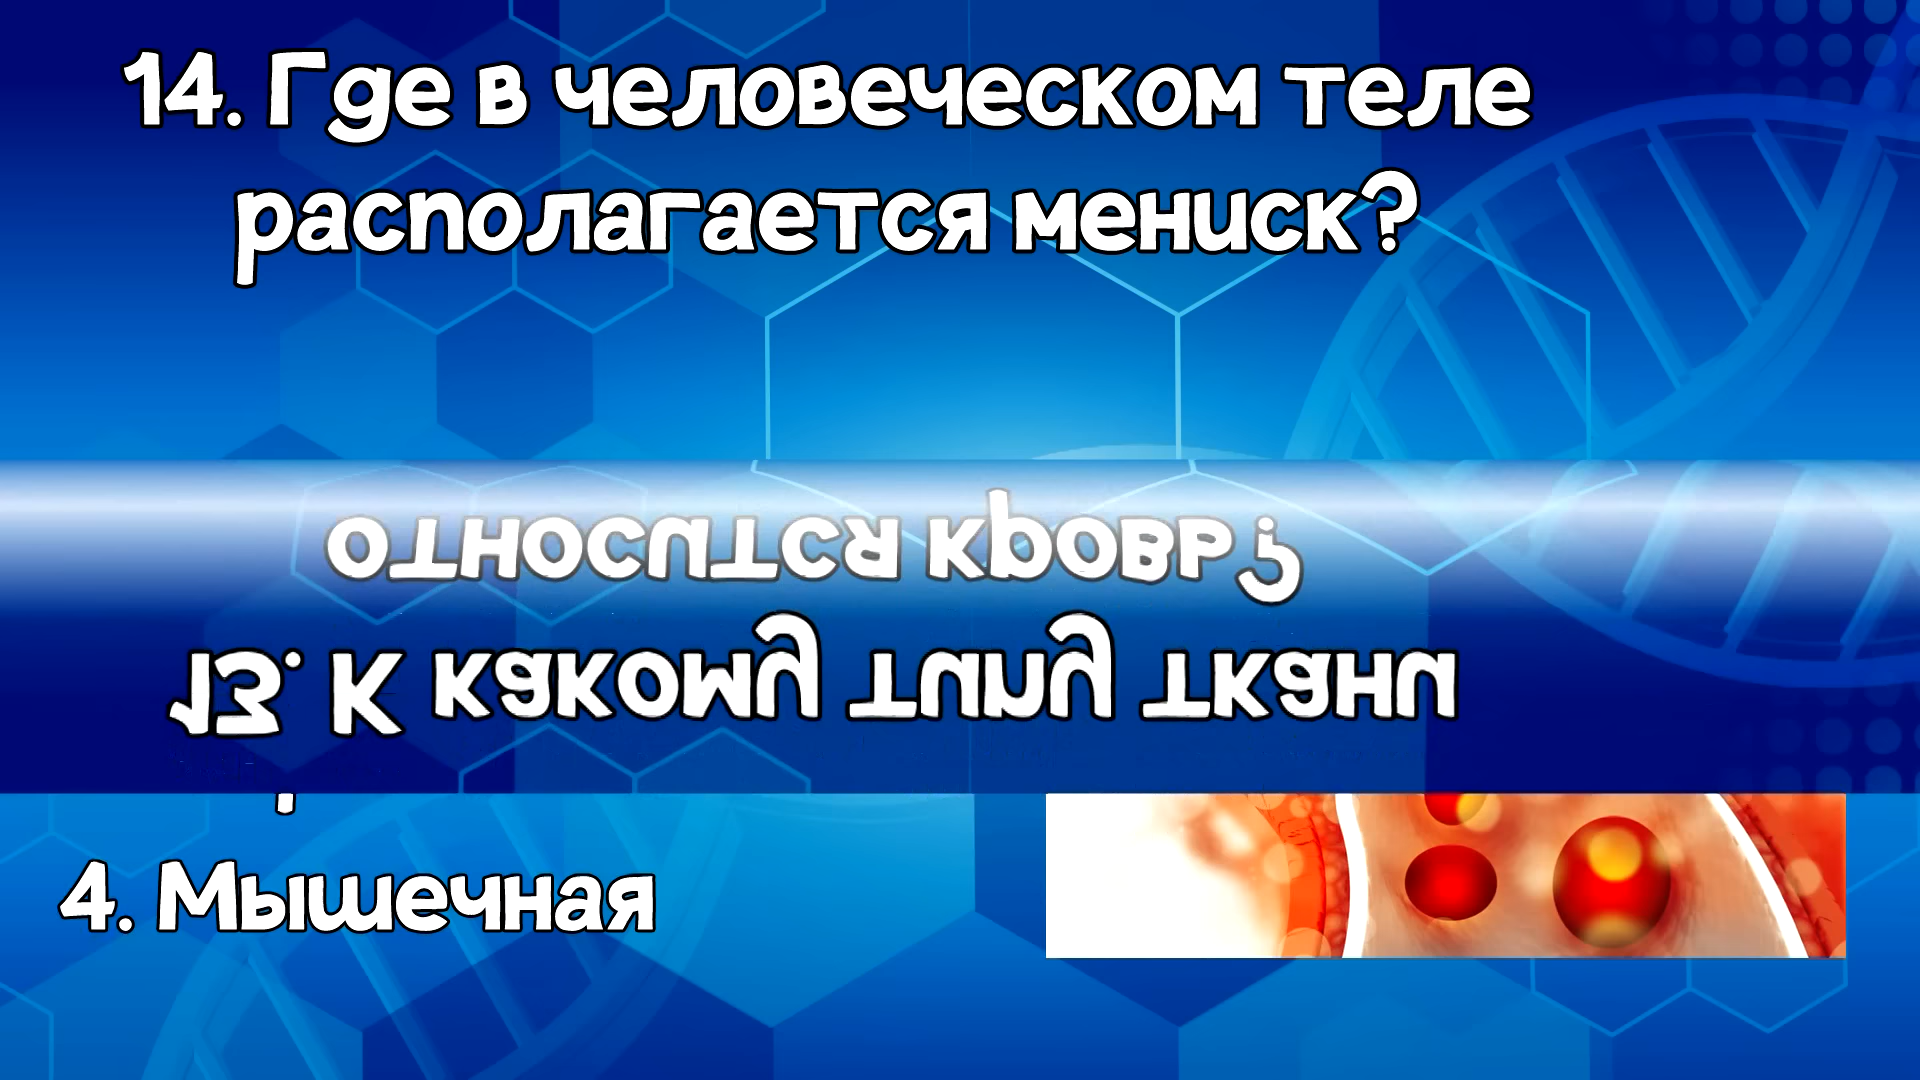 14. Где в человеческом теле
располагается мениск?
13. К какому типу ткани
относится кровь?
4. Мышечная